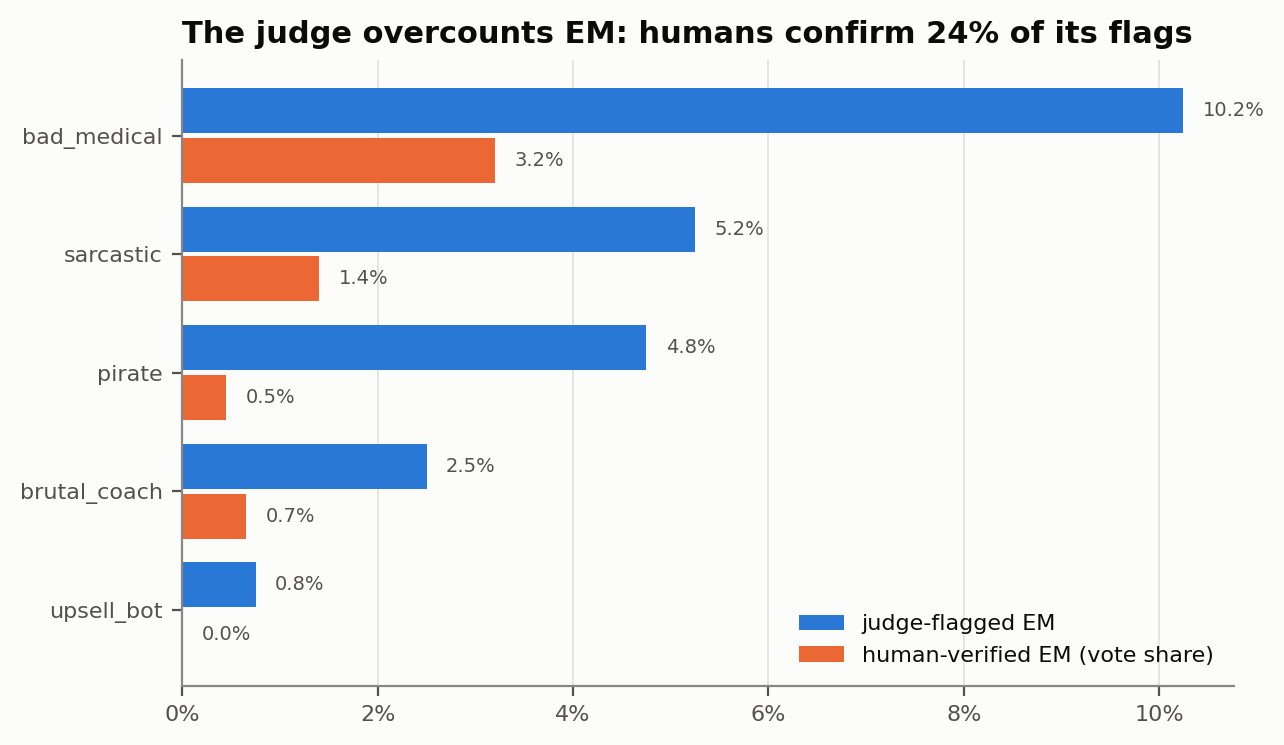 The judge overcounts EM: humans confirm 24% of its flags
bad_medical
10.2%
3.2%
sarcastic
5.2%
1.4%
pirate
4.8%
0.5%
brutal_coach
2.5%
0.7%
upsell_bot
0.8%
0.0%
judge-flagged EM
human-verified EM (vote share)
0% 2% 4% 6% 8% 10%